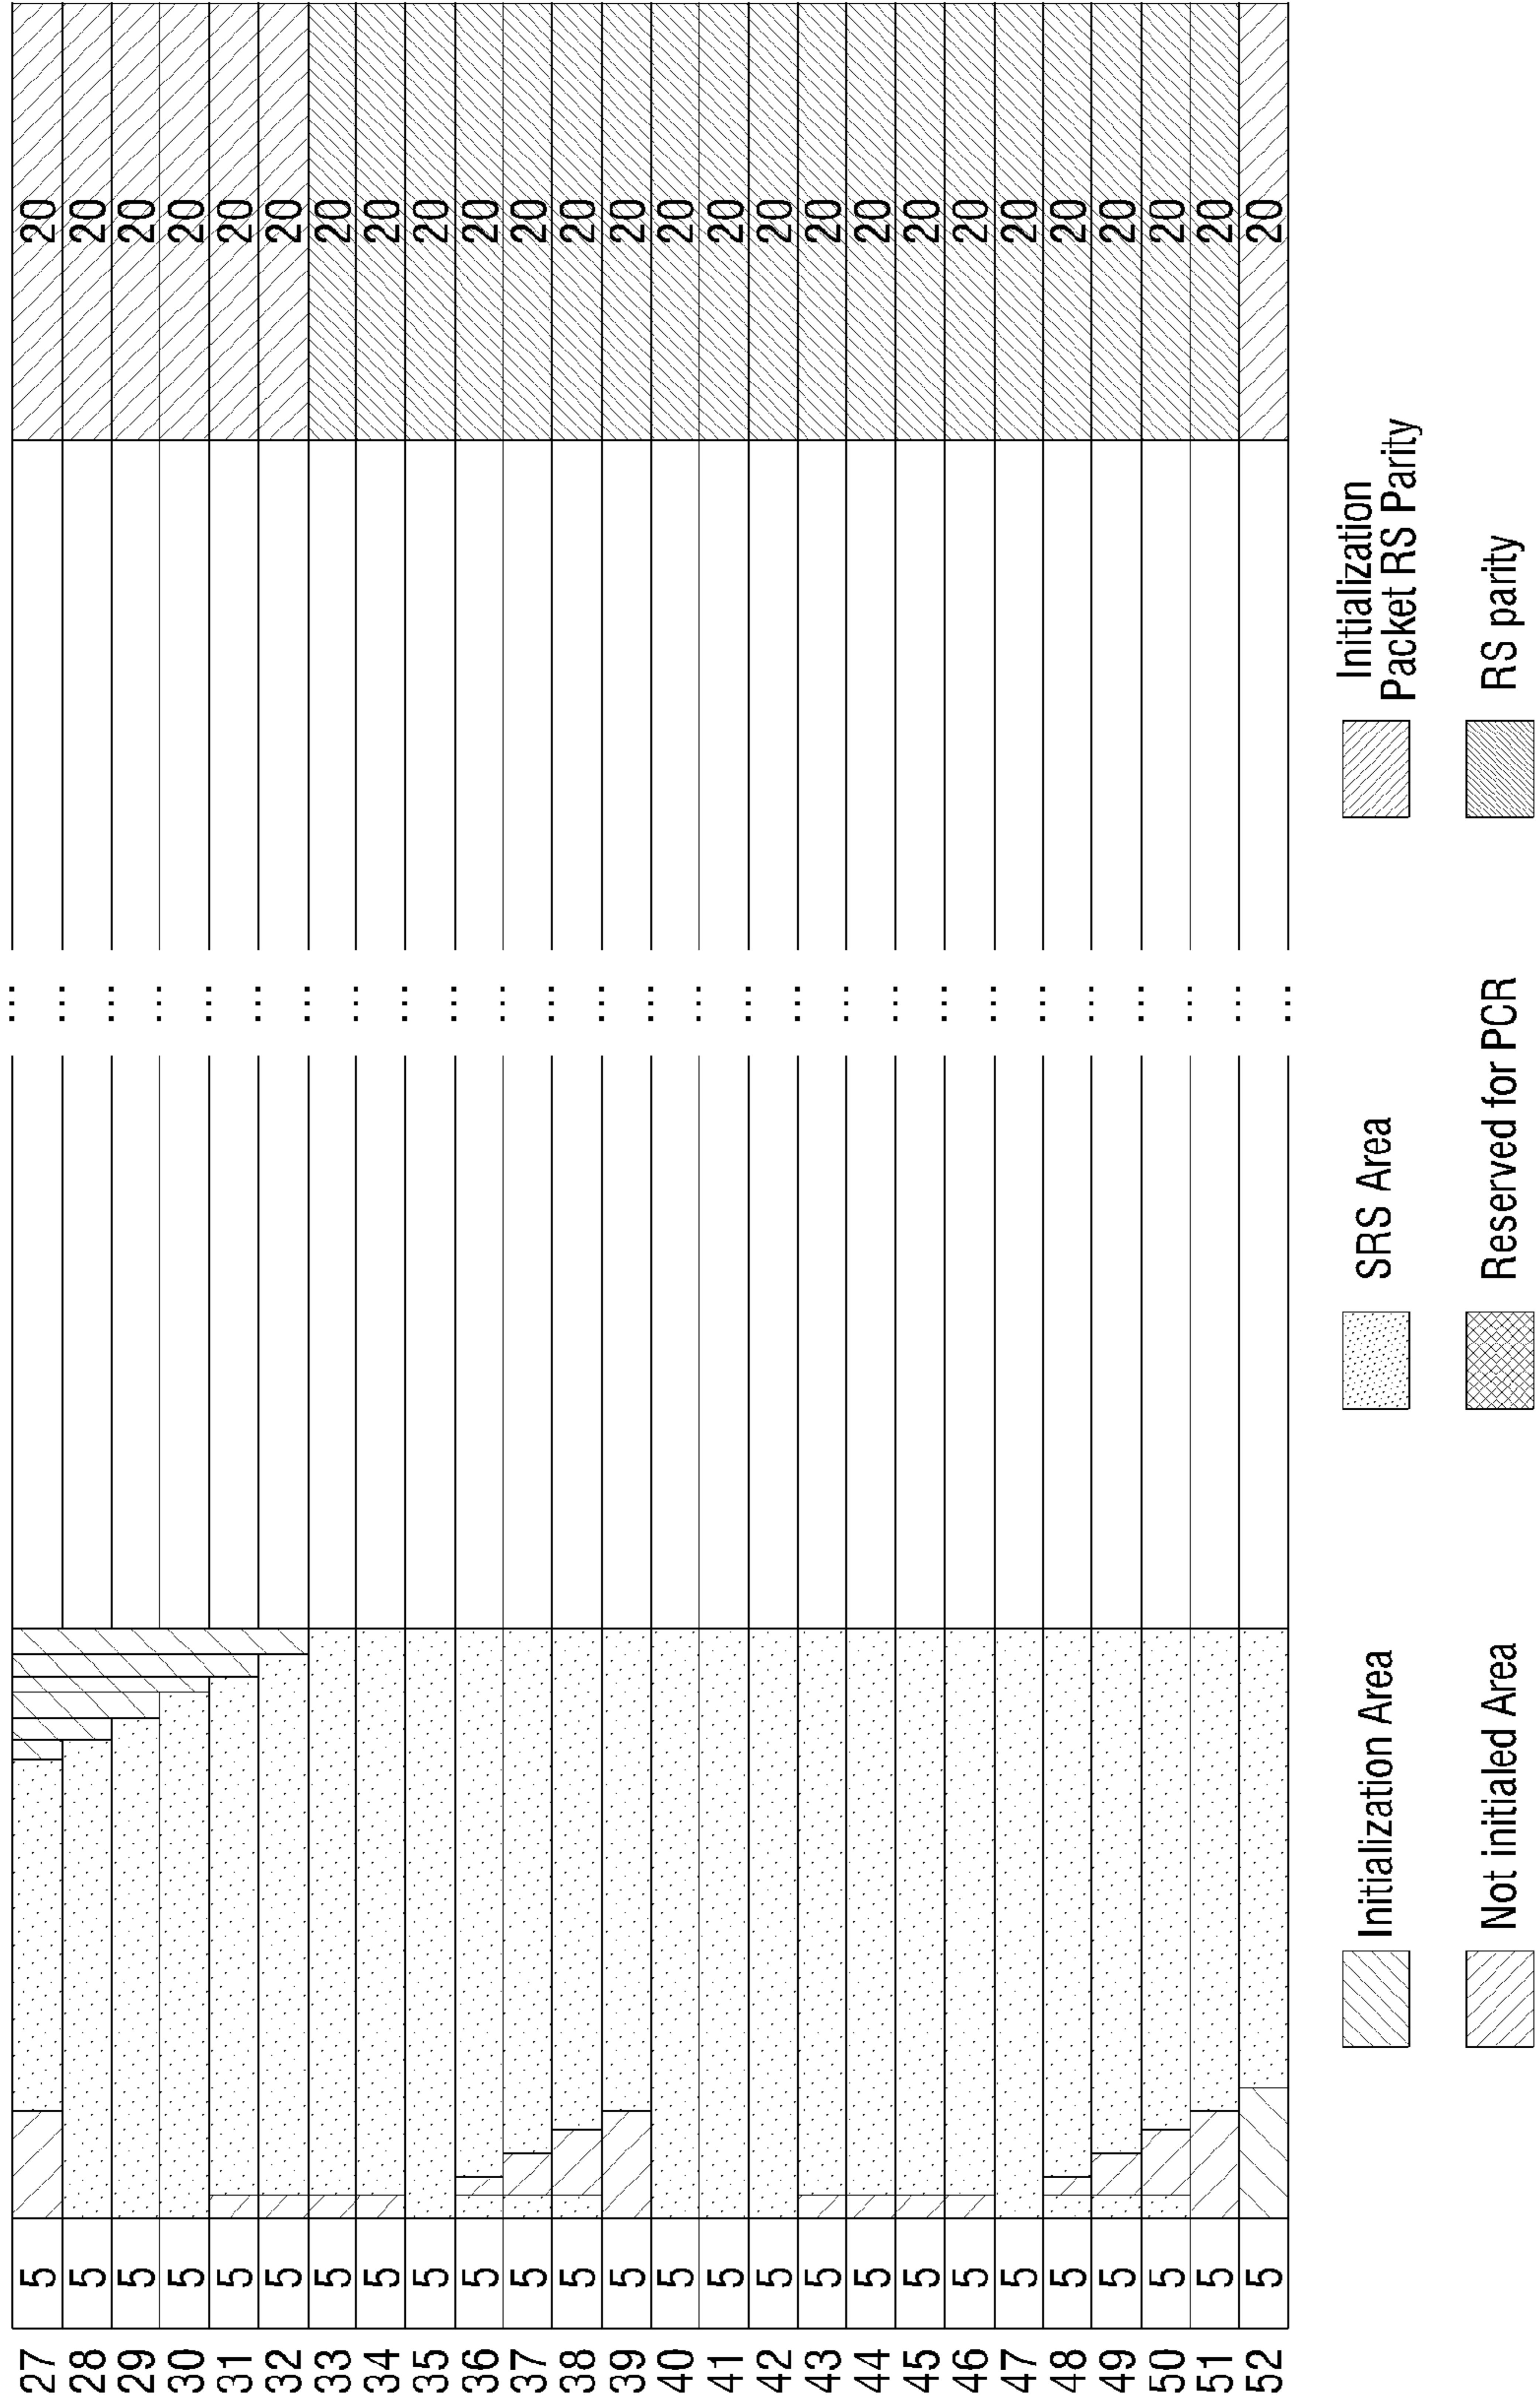 27 5 ... 20
28 5 ... 20
29 5 ... 20
30 5 ... 20
31 5 ... 20
32 5 ... 20
33 5 ... 20
34 5 ... 20
35 5 ... 20
36 5 ... 20
37 5 ... 20
38 5 ... 20
39 5 ... 20
40 5 ... 20
41 5 ... 20
42 5 ... 20
43 5 ... 20
44 5 ... 20
45 5 ... 20
46 5 ... 20
47 5 ... 20
48 5 ... 20
49 5 ... 20
50 5 ... 20
51 5 ... 20
52 5 ... 20
Initialization Area
SRS Area
Initialization
Packet RS Parity
Not initialed Area
Reserved for PCR
RS parity